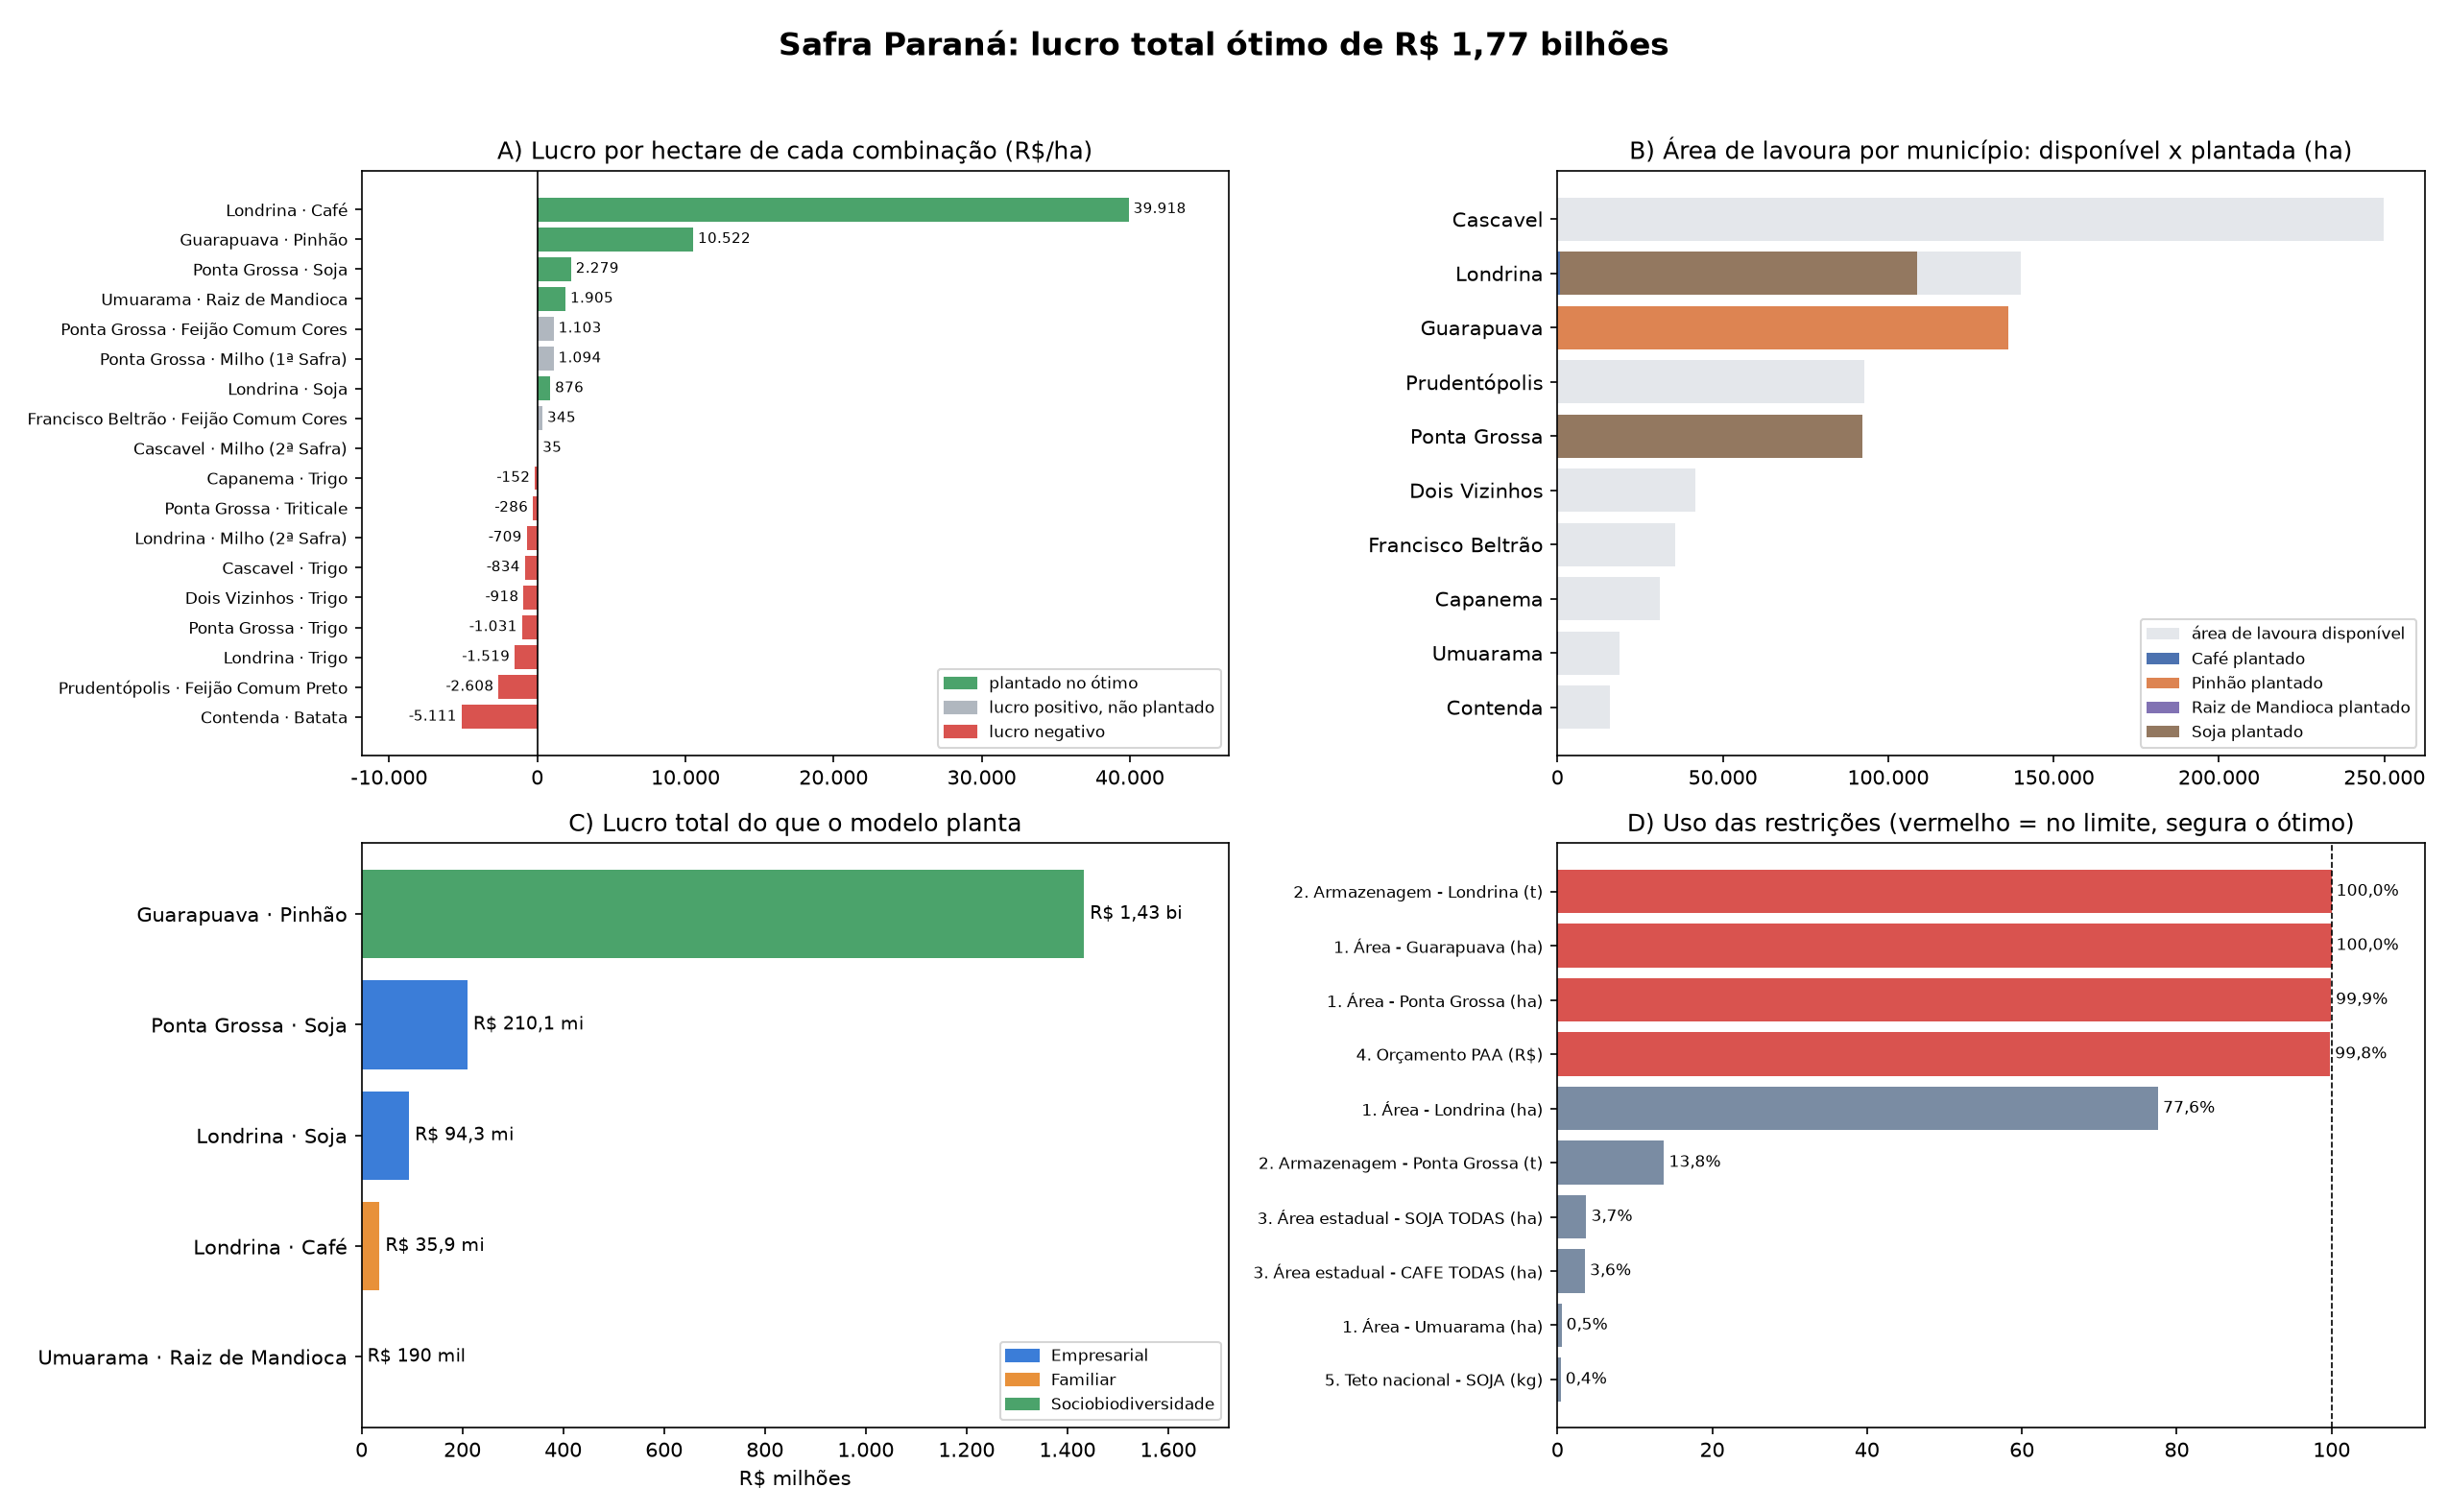 Safra Paraná: lucro total ótimo de R$ 1,77 bilhões
A) Lucro por hectare de cada combinação (R$/ha)
Londrina · Café
39.918
Guarapuava · Pinhão
10.522
Ponta Grossa · Soja
2.279
Umuarama · Raiz de Mandioca
1.905
Ponta Grossa · Feijão Comum Cores
1.103
Ponta Grossa · Milho (1ª Safra)
1.094
Londrina · Soja
876
Francisco Beltrão · Feijão Comum Cores
345
Cascavel · Milho (2ª Safra)
35
Capanema · Trigo
-152
Ponta Grossa · Triticale
-286
Londrina · Milho (2ª Safra)
-709
Cascavel · Trigo
-834
Dois Vizinhos · Trigo
-918
Ponta Grossa · Trigo
-1.031
Londrina · Trigo
-1.519
Prudentópolis · Feijão Comum Preto
-2.608
Contenda · Batata
-5.111
plantado no ótimo
lucro positivo, não plantado
lucro negativo
-10.000 0 10.000 20.000 30.000 40.000
B) Área de lavoura por município: disponível x plantada (ha)
Cascavel
Londrina
Guarapuava
Prudentópolis
Ponta Grossa
Dois Vizinhos
Francisco Beltrão
Capanema
Umuarama
Contenda
área de lavoura disponível
Café plantado
Pinhão plantado
Raiz de Mandioca plantado
Soja plantado
0 50.000 100.000 150.000 200.000 250.000
C) Lucro total do que o modelo planta
Guarapuava · Pinhão
R$ 1,43 bi
Ponta Grossa · Soja
R$ 210,1 mi
Londrina · Soja
R$ 94,3 mi
Londrina · Café
R$ 35,9 mi
Umuarama · Raiz de Mandioca
R$ 190 mil
Empresarial
Familiar
Sociobiodiversidade
0 200 400 600 800 1.000 1.200 1.400 1.600
R$ milhões
D) Uso das restrições (vermelho = no limite, segura o ótimo)
2. Armazenagem - Londrina (t)
100,0%
1. Área - Guarapuava (ha)
100,0%
1. Área - Ponta Grossa (ha)
99,9%
4. Orçamento PAA (R$)
99,8%
1. Área - Londrina (ha)
77,6%
2. Armazenagem - Ponta Grossa (t)
13,8%
3. Área estadual - SOJA TODAS (ha)
3,7%
3. Área estadual - CAFE TODAS (ha)
3,6%
1. Área - Umuarama (ha)
0,5%
5. Teto nacional - SOJA (kg)
0,4%
0 20 40 60 80 100